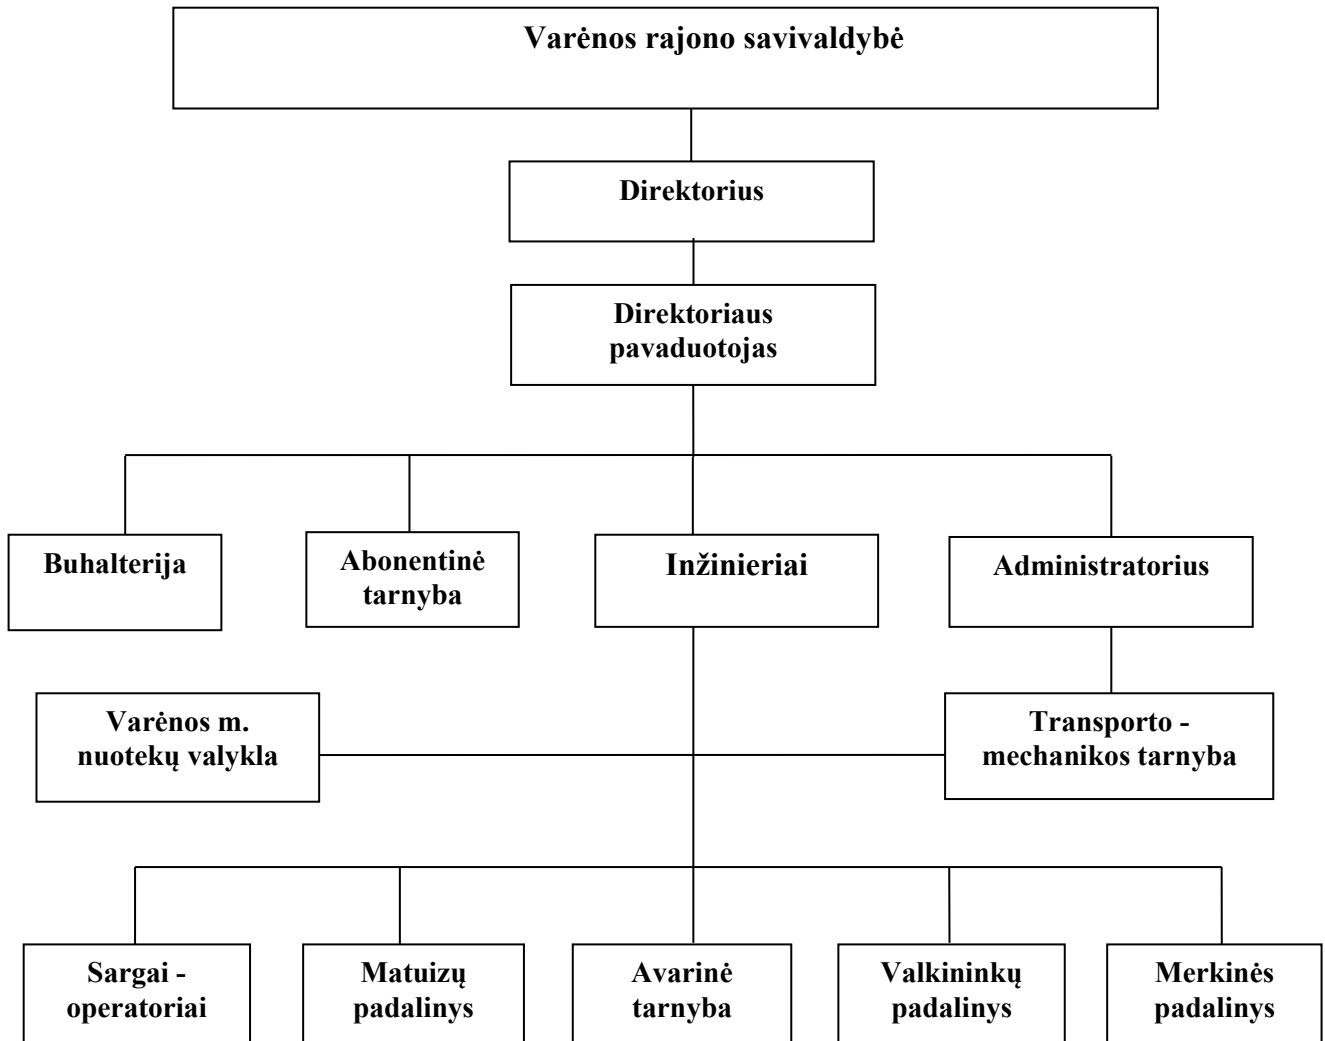 Varėnos rajono savivaldybė
Direktorius
Direktoriaus
pavaduotojas
Buhalterija
Abonentinė
tarnyba
Inžinieriai
Administratorius
Varėnos m.
nuotekų valykla
Transporto -
mechanikos tarnyba
Sargai -
operatoriai
Matuizų
padalinys
Avarinė
tarnyba
Valkininkų
padalinys
Merkinės
padalinys